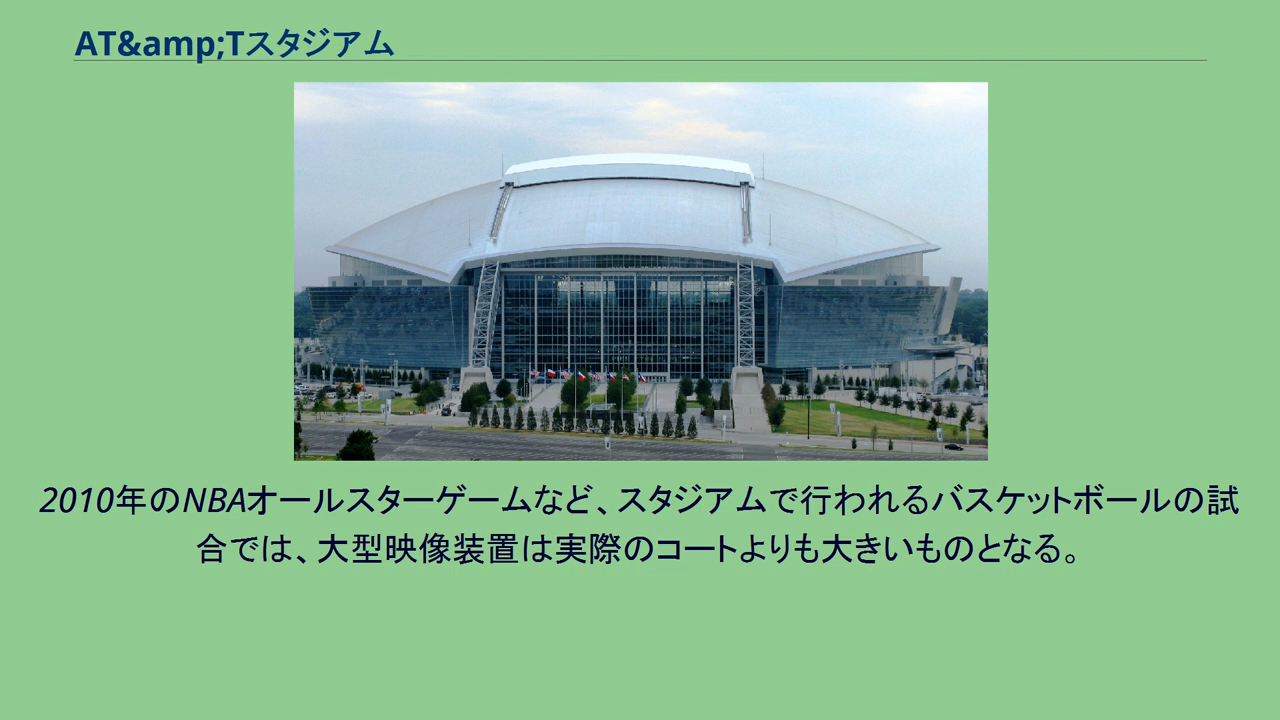 AT&amp;Tスタジアム
2010年のNBAオールスターゲームなど、スタジアムで行われるバスケットボールの試
合では、大型映像装置は実際のコートよりも大きいものとなる。